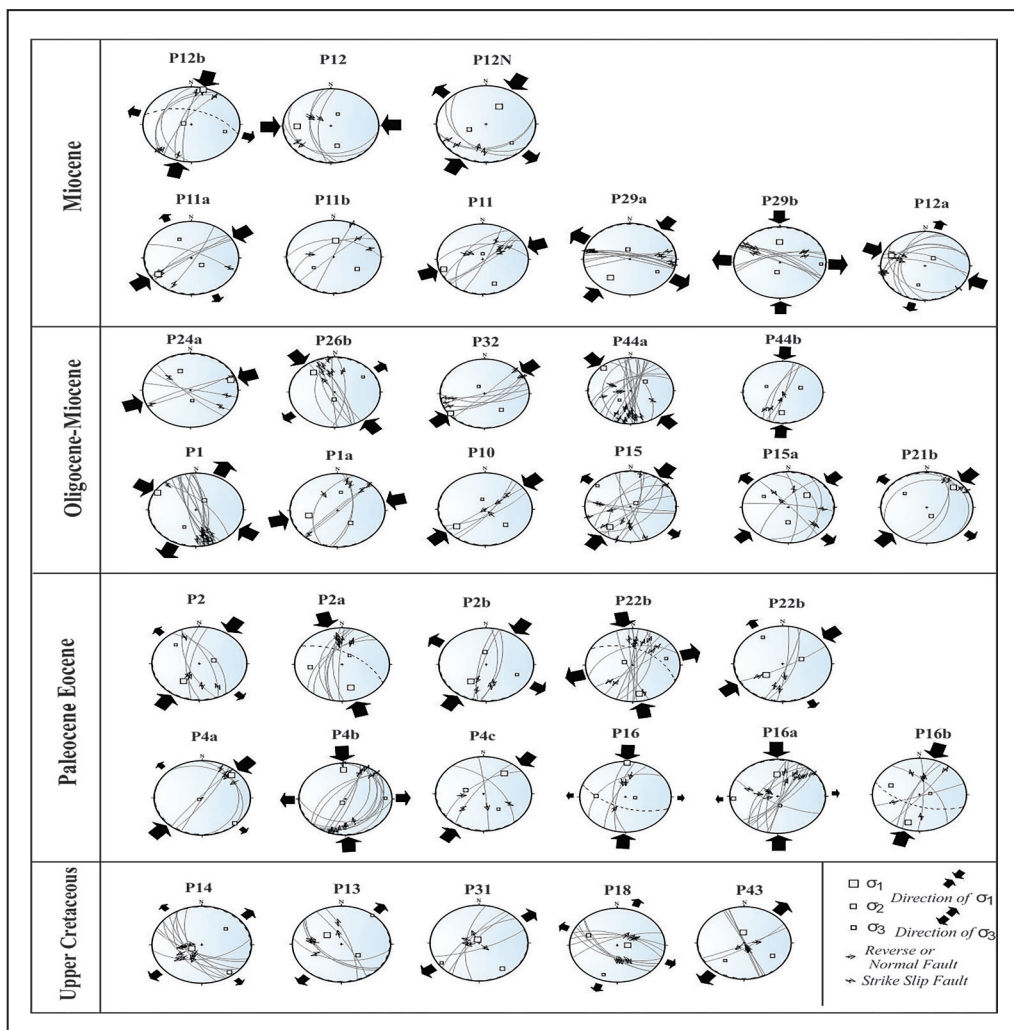 Miocene
P12b P12 P12N
N N N
P11a P11b P11 P29a P29b P12a
N N N N N N
Oligocene-Miocene
P24a P26b P32 P44a P44b
N N N N N
P1 P1a P10 P15 P15a P21b
N N N N N N
Paleocene Eocene
P2 P2a P2b P22b P22b
N N N N N
P4a P4b P4c P16 P16a P16b
N N N N N N
Upper Cretaceous
P14 P13 P31 P18 P43
N N N N N
σ1 Direction of σ1
σ2
σ3 Direction of σ3
Reverse or
Normal Fault
Strike Slip Fault